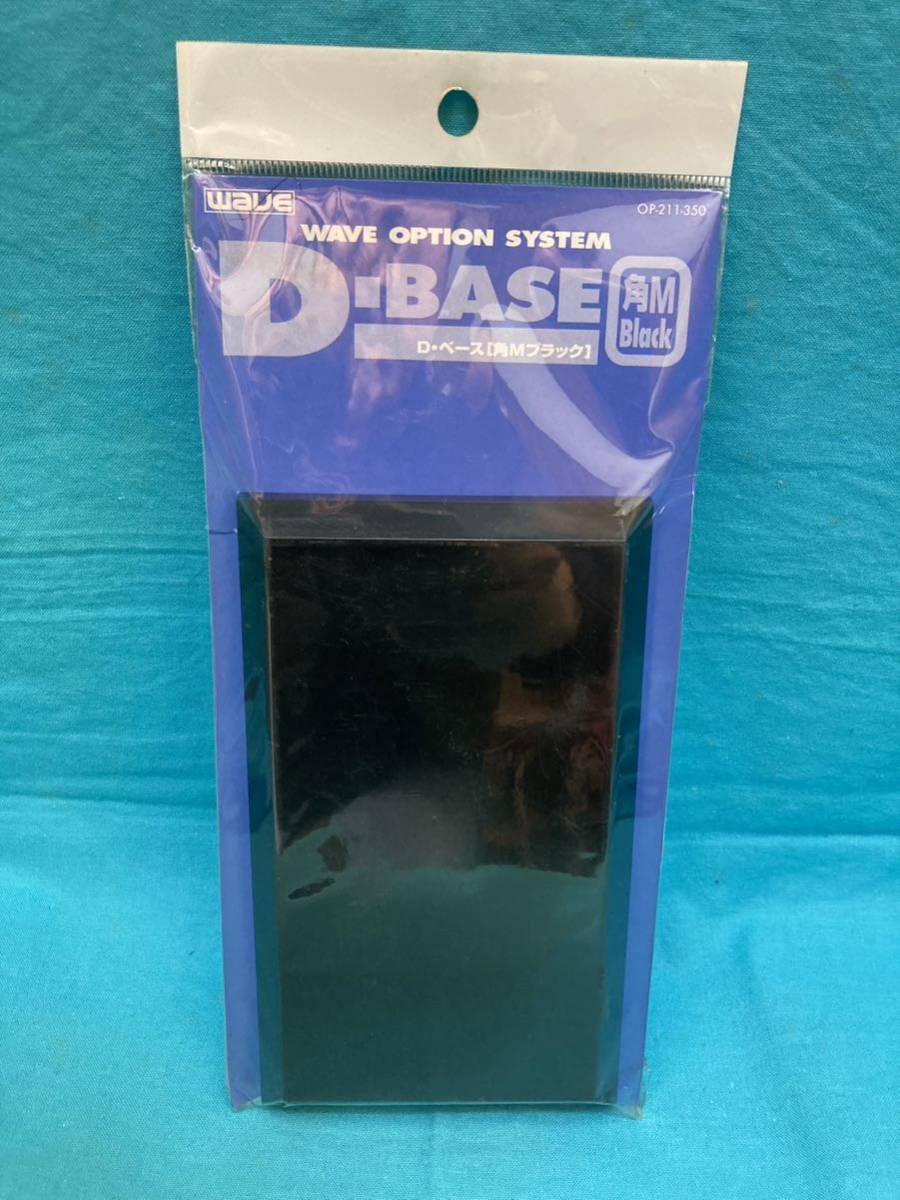 WAVE
OP-211-350
WAVE OPTION SYSTEM
D・BASE
角M
Black
D・ベース[角Mブラック]